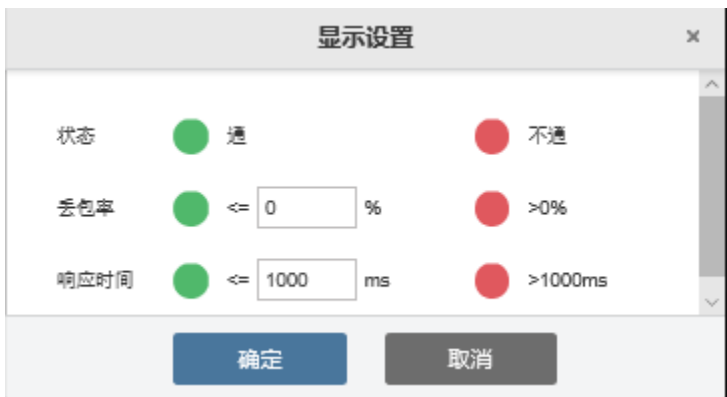 显示设置 ×
状态 通 不通
丢包率 <= 0 % >0%
响应时间 <= 1000 ms >1000ms
确定 取消